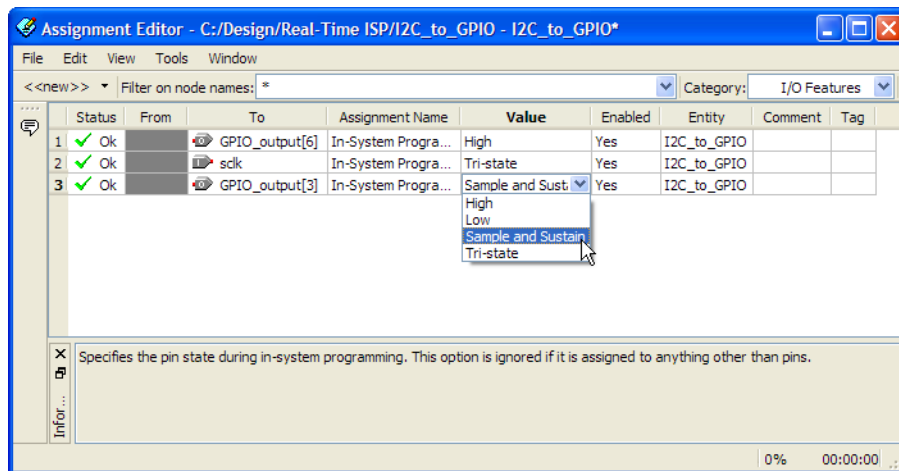 Assignment Editor - C:/Design/Real-Time ISP/I2C_to_GPIO - I2C_to_GPIO*
File Edit View Tools Window
<<new>> Filter on node names: * Category: I/O Features
Status From To Assignment Name Value Enabled Entity Comment Tag
1 Ok GPIO_output[6] In-System Progra... High Yes I2C_to_GPIO
2 Ok sclk In-System Progra... Tri-state Yes I2C_to_GPIO
3 Ok GPIO_output[3] In-System Progra... Sample and Sust Yes I2C_to_GPIO
High
Low
Sample and Sustain
Tri-state
Specifies the pin state during in-system programming. This option is ignored if it is assigned to anything other than pins.
Infor...
0% 00:00:00